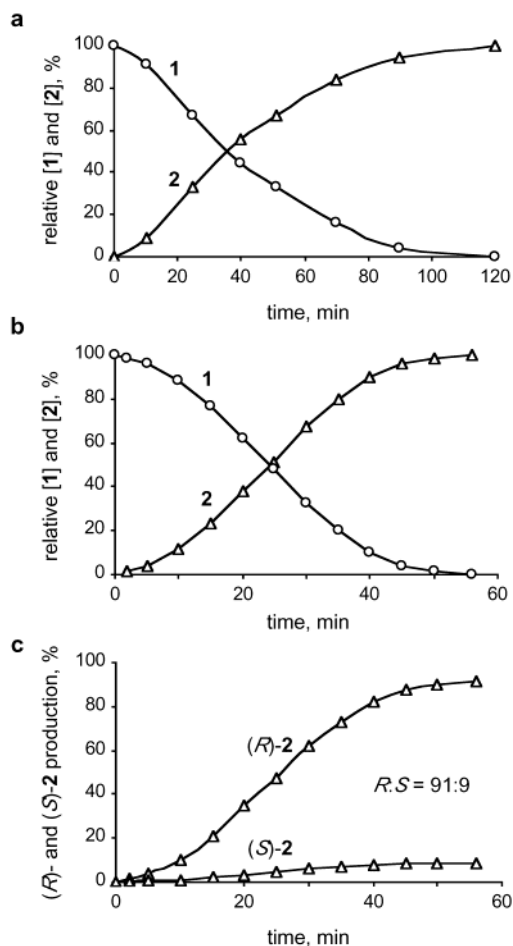 a
relative [1] and [2], %
100
80
60
40
20
0
1
2
0 20 40 60 80 100 120
time, min
b
relative [1] and [2], %
100
80
60
40
20
0
1
2
0 20 40 60
time, min
c
(R)- and (S)-2 production, %
100
80
60
40
20
0
(R)-2
R:S = 91:9
(S)-2
0 20 40 60
time, min